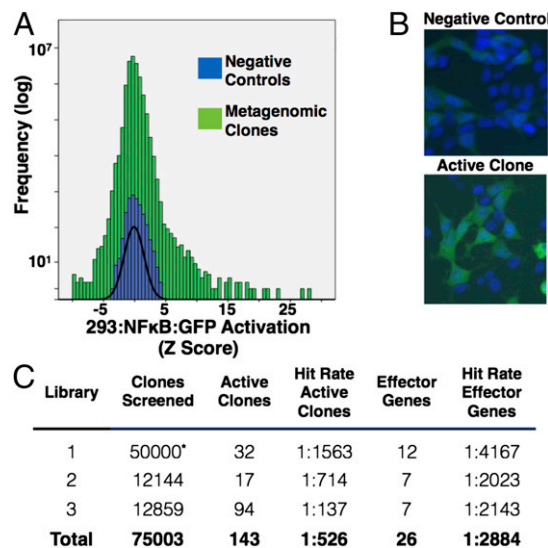 A
10⁷
Frequency (log)
10¹
Negative Controls
Metagenomic Clones
-5 5 15 25
293:NFκB:GFP Activation
(Z Score)
B
Negative Control
Active Clone
C
Library Clones Screened Active Clones Hit Rate Active Clones Effector Genes Hit Rate Effector Genes
1 50000* 32 1:1563 12 1:4167
2 12144 17 1:714 7 1:2023
3 12859 94 1:137 7 1:2143
Total 75003 143 1:526 26 1:2884